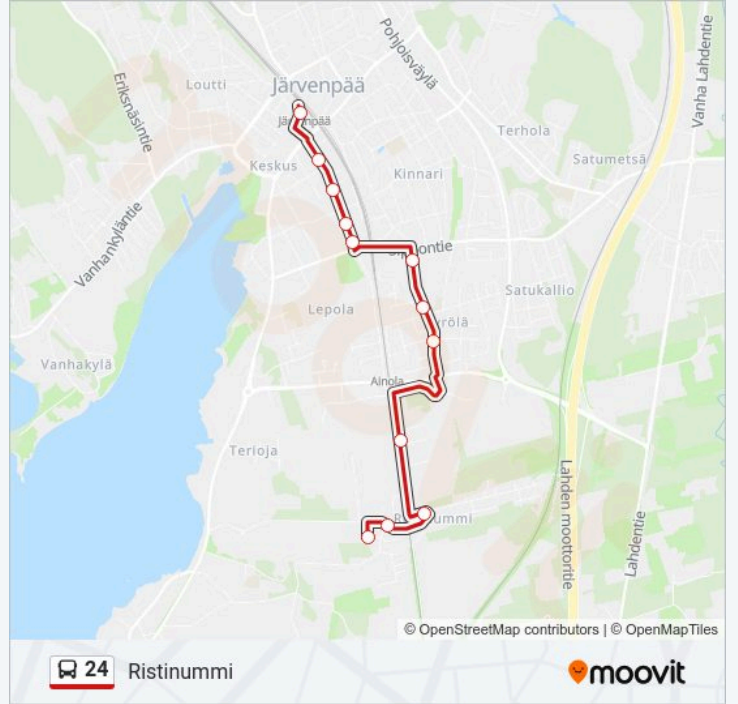 Pohjoisväylä
Vanha Lahdentie
Eriksnäsintie
Loutti
Järvenpää
Terhola
Satumetsä
Keskus
Kinnari
Vanhankyläntie
Satukallio
Lepola
Vanhakylä
Ainola
Terioja
Lahden moottoritie
Lahdentie
© OpenStreetMap contributors | © OpenMapTiles
24 Ristinummi
moovit